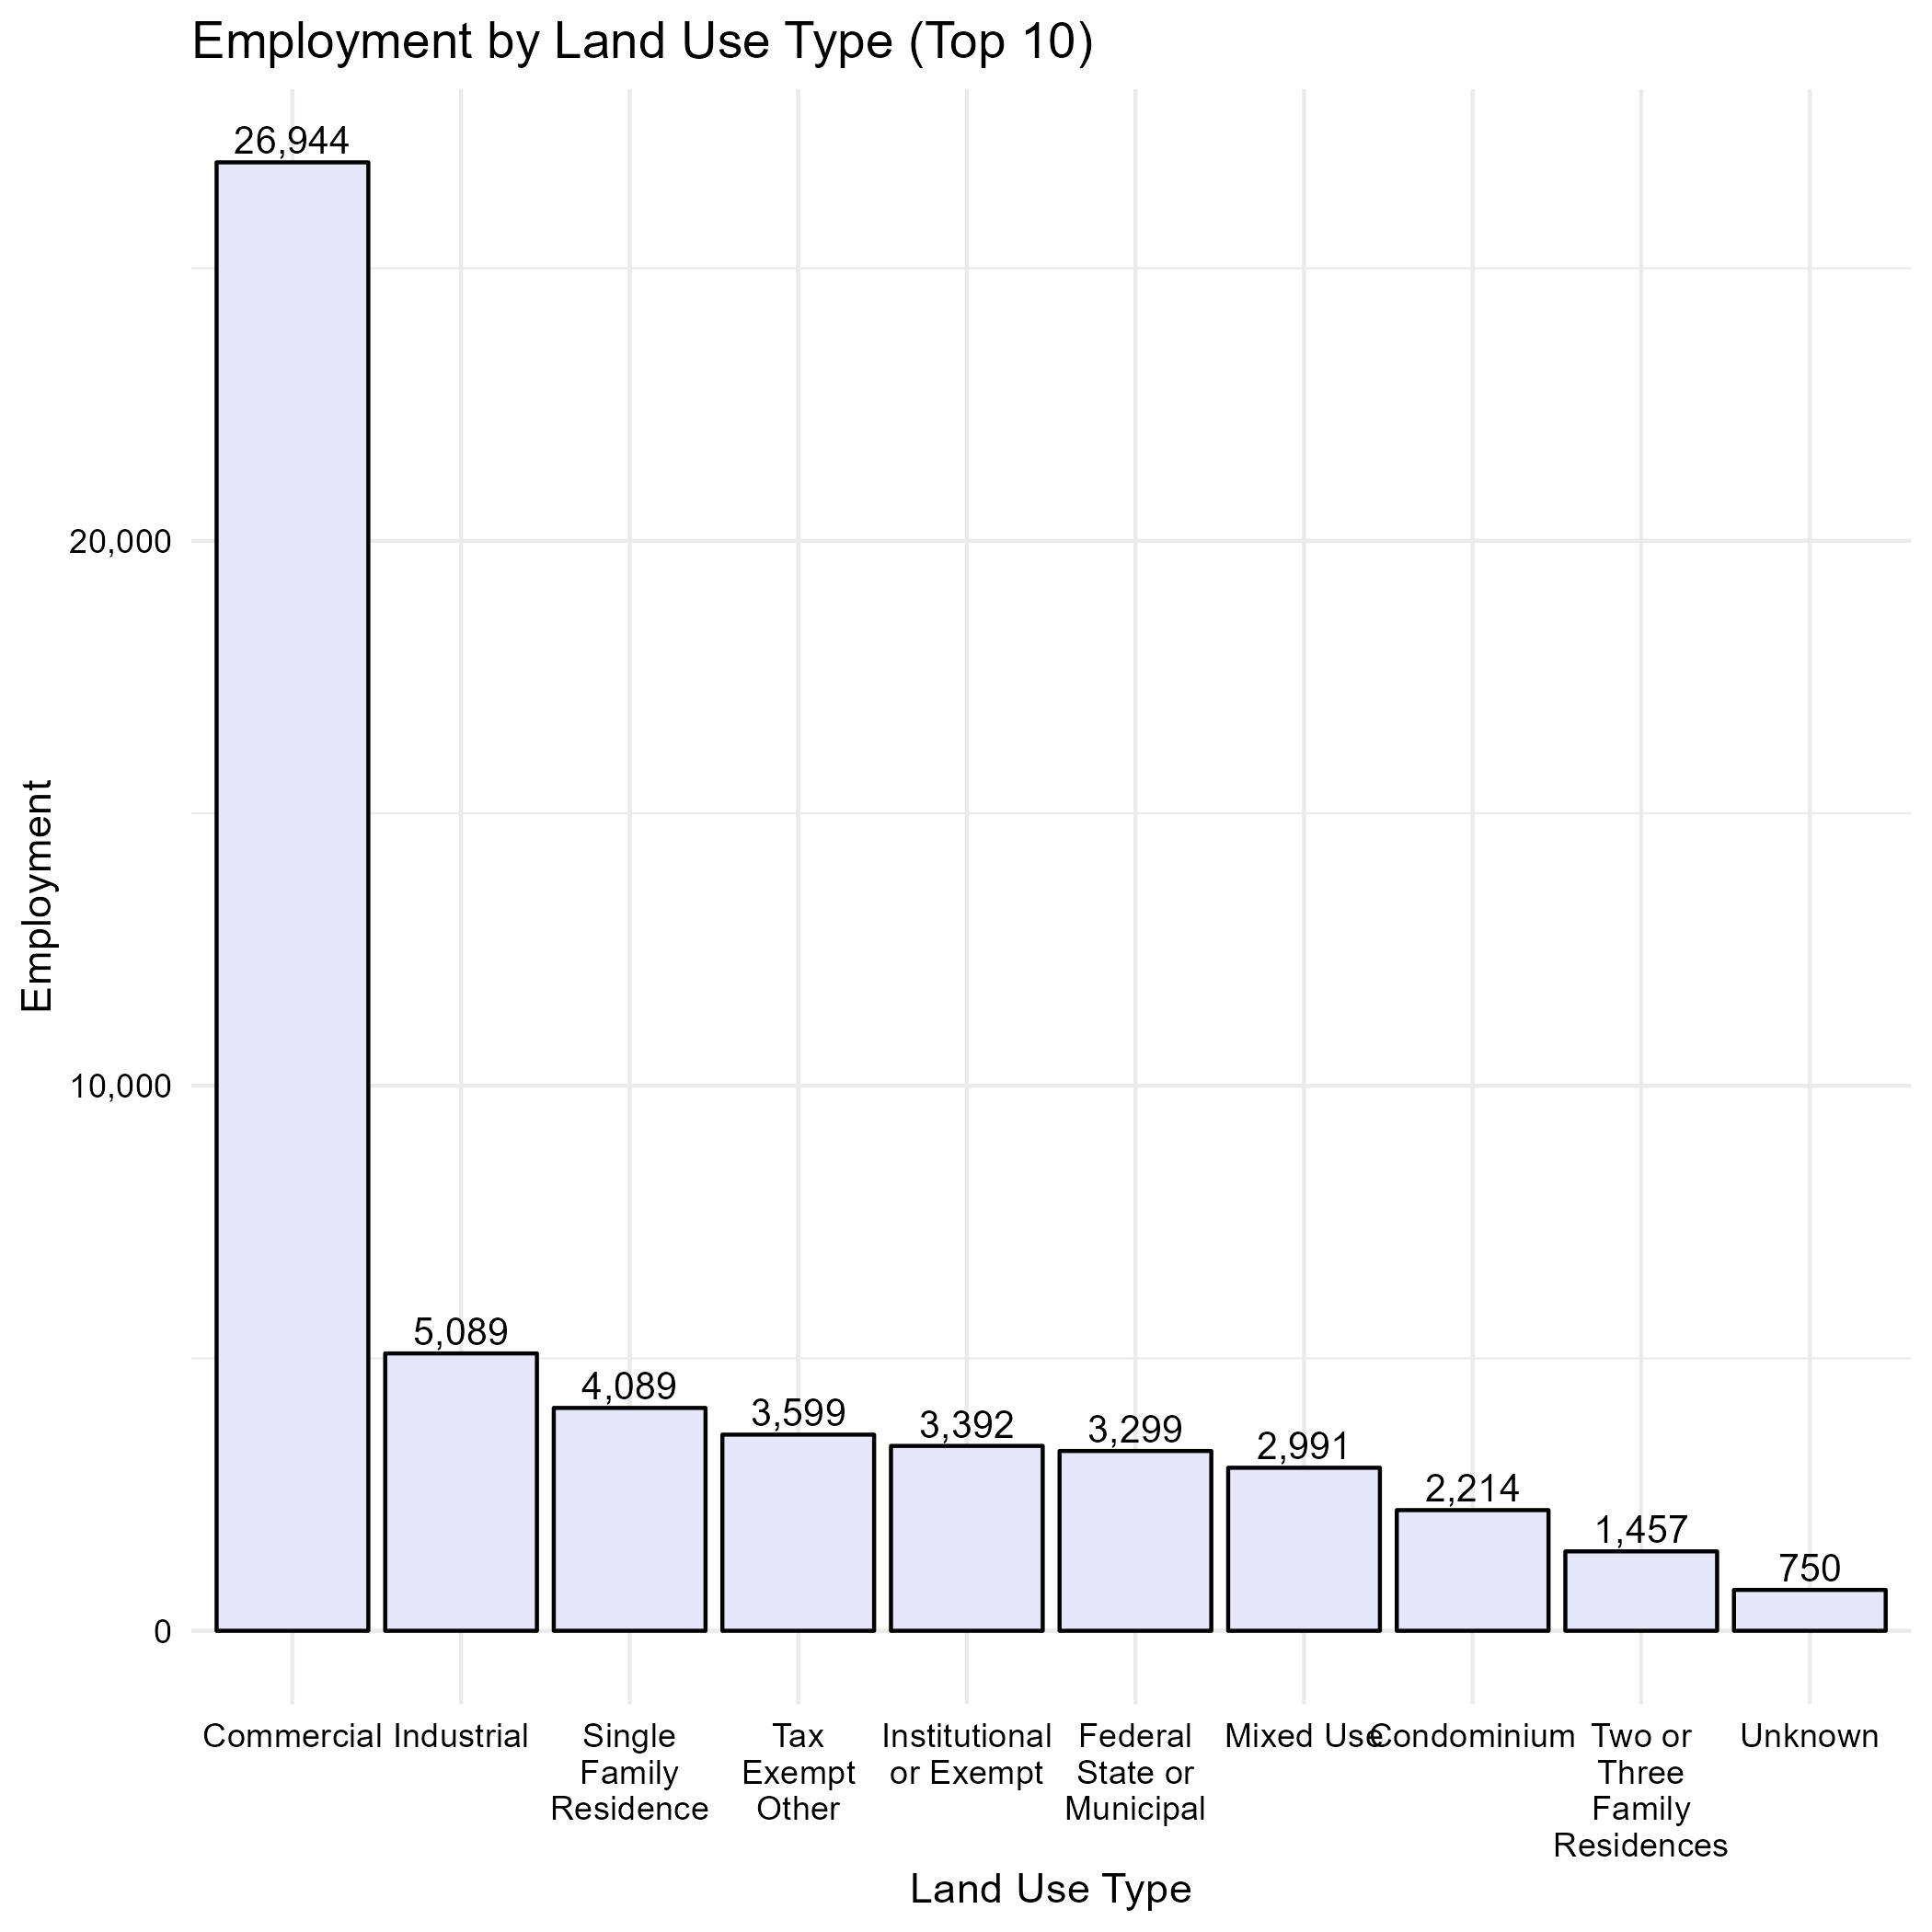 Employment by Land Use Type (Top 10)
Employment
20,000
10,000
0
26,944
5,089
4,089
3,599
3,392
3,299
2,991
2,214
1,457
750
Commercial
Industrial
Single
Family
Residence
Tax
Exempt
Other
Institutional
or Exempt
Federal
State or
Municipal
Mixed Use
Condominium
Two or
Three
Family
Residences
Unknown
Land Use Type